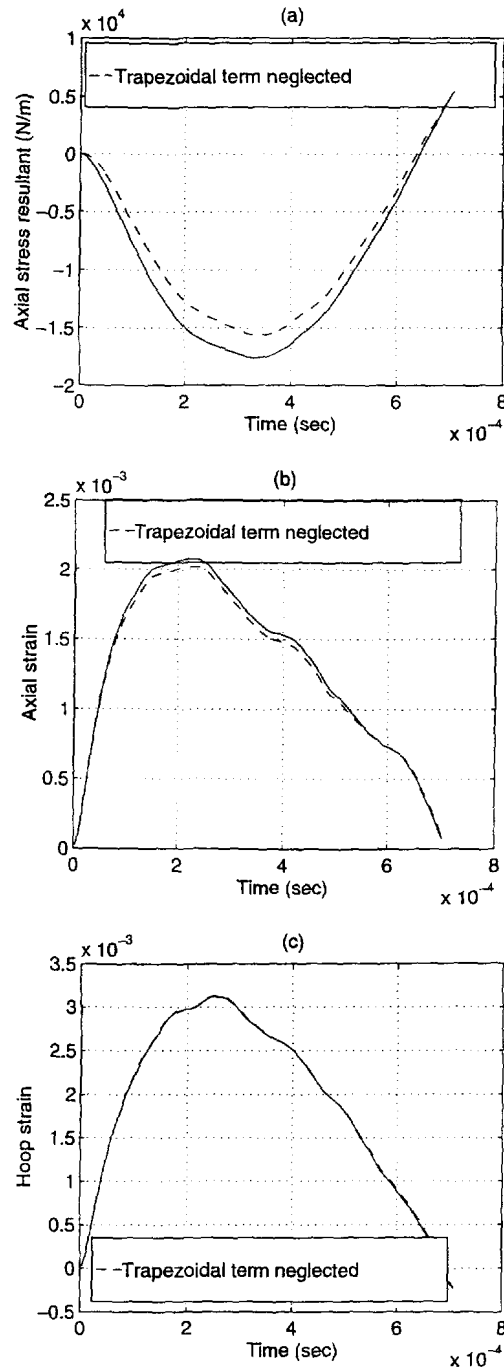 (a)
x 10^4
1
0.5
0
−0.5
−1
−1.5
−2
Axial stress resultant (N/m)
--Trapezoidal term neglected
0 2 4 6 8
Time (sec)
x 10^−4
(b)
x 10^−3
2.5
2
1.5
1
0.5
0
Axial strain
--Trapezoidal term neglected
0 2 4 6 8
Time (sec)
x 10^−4
(c)
x 10^−3
3.5
3
2.5
2
1.5
1
0.5
0
−0.5
Hoop strain
--Trapezoidal term neglected
0 2 4 6 8
Time (sec)
x 10^−4